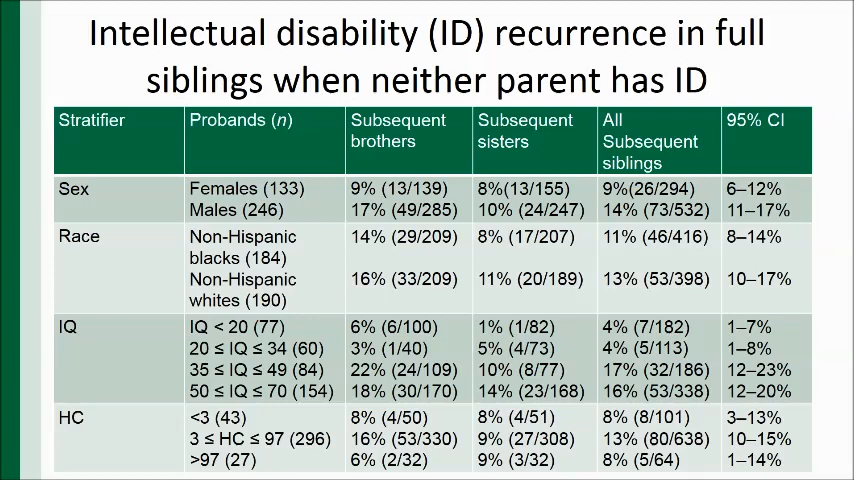 Intellectual disability (ID) recurrence in full
siblings when neither parent has ID
Stratifier Probands (n) Subsequent brothers Subsequent sisters All Subsequent siblings 95% CI
Sex Females (133) 9% (13/139) 8%(13/155) 9%(26/294) 6–12%
Males (246) 17% (49/285) 10% (24/247) 14% (73/532) 11–17%
Race Non-Hispanic blacks (184) 14% (29/209) 8% (17/207) 11% (46/416) 8–14%
Non-Hispanic whites (190) 16% (33/209) 11% (20/189) 13% (53/398) 10–17%
IQ IQ < 20 (77) 6% (6/100) 1% (1/82) 4% (7/182) 1–7%
20 ≤ IQ ≤ 34 (60) 3% (1/40) 5% (4/73) 4% (5/113) 1–8%
35 ≤ IQ ≤ 49 (84) 22% (24/109) 10% (8/77) 17% (32/186) 12–23%
50 ≤ IQ ≤ 70 (154) 18% (30/170) 14% (23/168) 16% (53/338) 12–20%
HC <3 (43) 8% (4/50) 8% (4/51) 8% (8/101) 3–13%
3 ≤ HC ≤ 97 (296) 16% (53/330) 9% (27/308) 13% (80/638) 10–15%
>97 (27) 6% (2/32) 9% (3/32) 8% (5/64) 1–14%